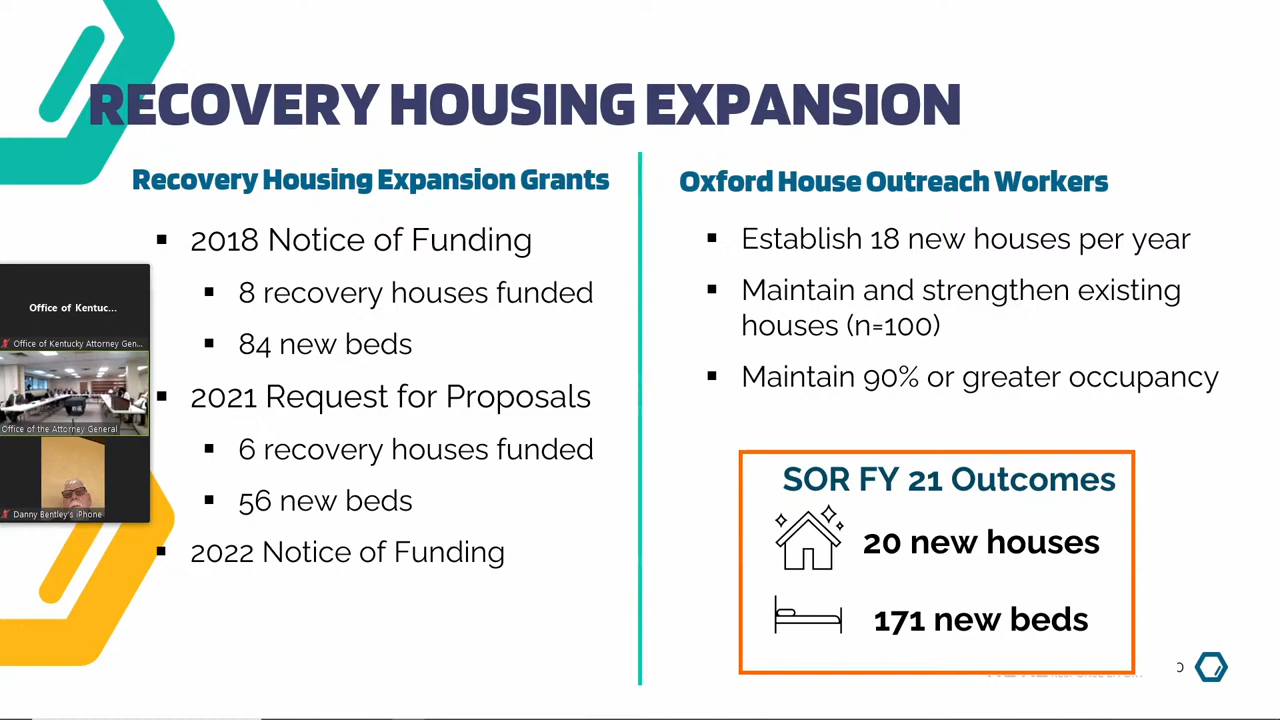 RECOVERY HOUSING EXPANSION
Recovery Housing Expansion Grants
2018 Notice of Funding
8 recovery houses funded
84 new beds
2021 Request for Proposals
6 recovery houses funded
56 new beds
2022 Notice of Funding
Oxford House Outreach Workers
Establish 18 new houses per year
Maintain and strengthen existing
houses (n=100)
Maintain 90% or greater occupancy
SOR FY 21 Outcomes
20 new houses
171 new beds
Office of Kentuc...
Office of Kentucky Attorney Gen...
Office of the Attorney General
Danny Bentley's iPhone